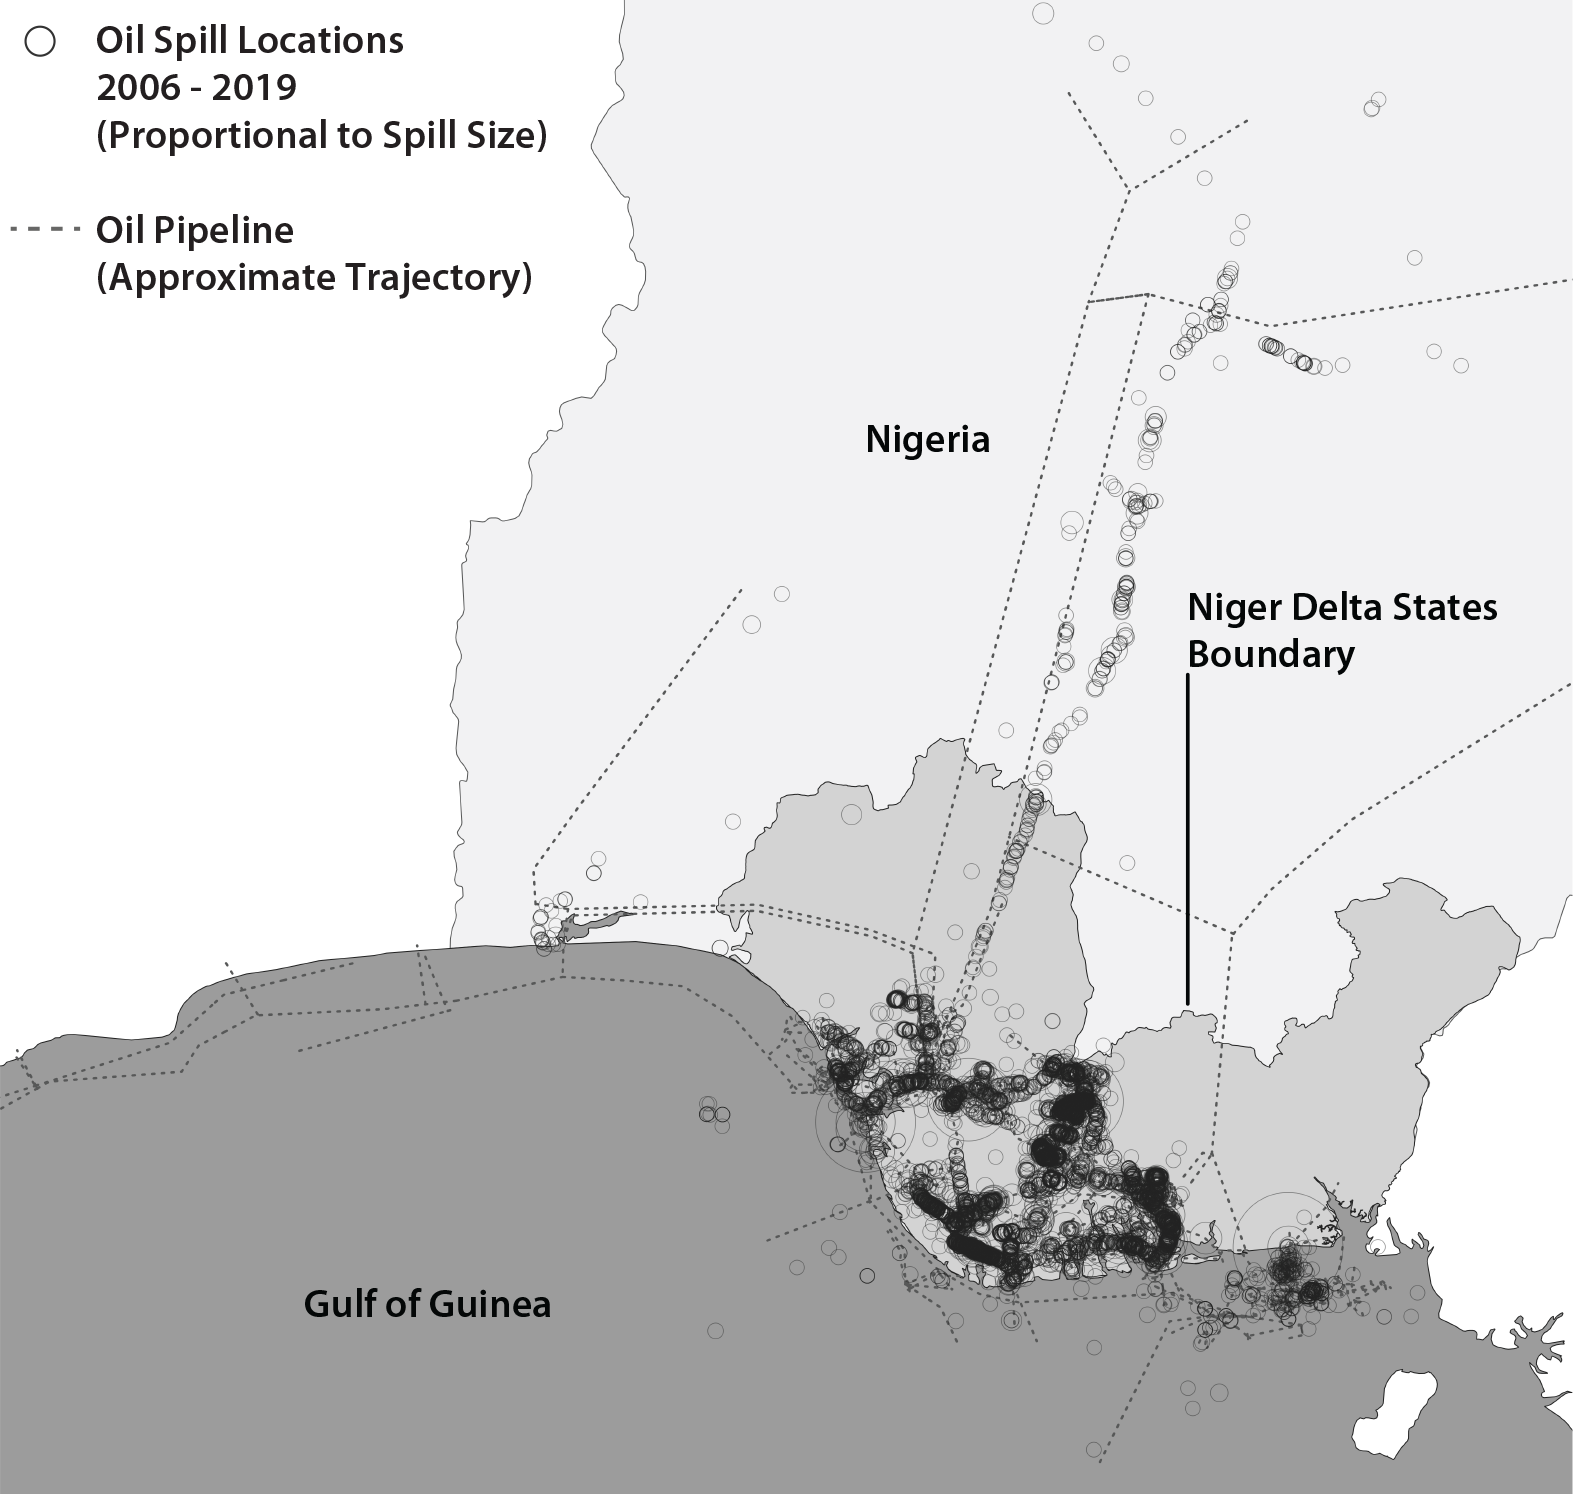 Oil Spill Locations
2006 - 2019
(Proportional to Spill Size)
Oil Pipeline
(Approximate Trajectory)
Nigeria
Niger Delta States
Boundary
Gulf of Guinea